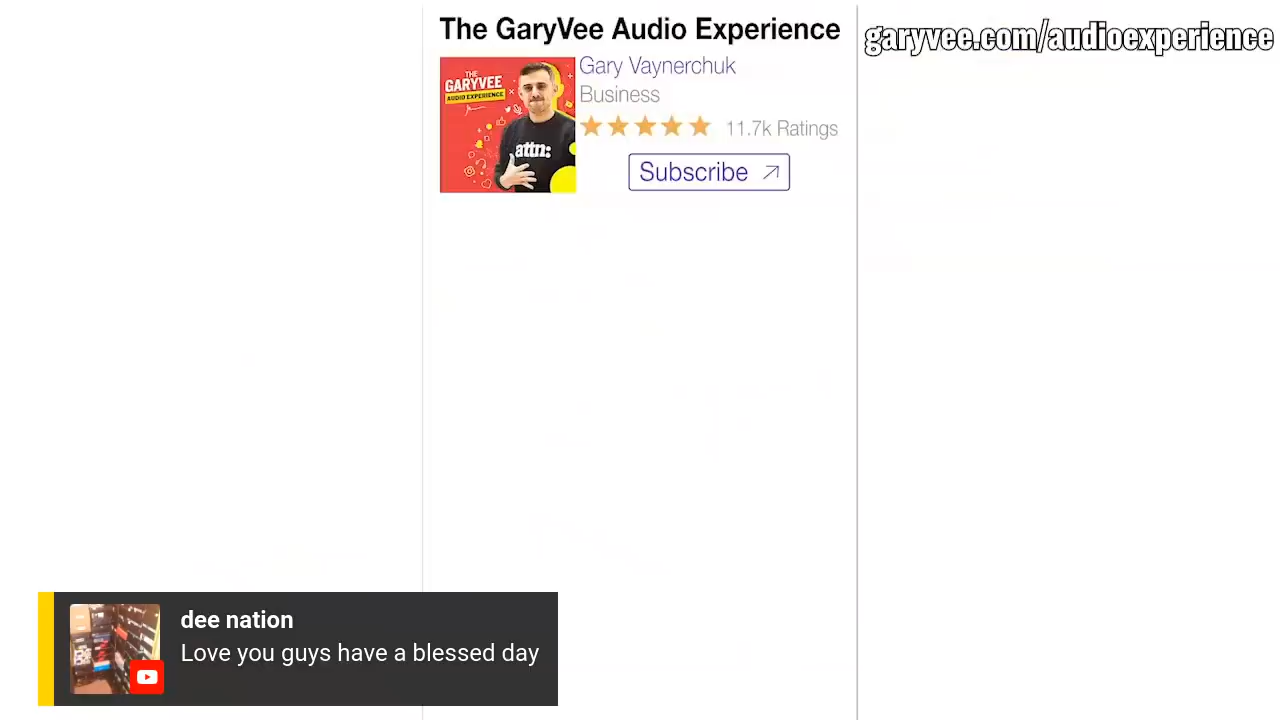 The GaryVee Audio Experience
garyvee.com/audioexperience
THE
GARYVEE
AUDIO EXPERIENCE
attn:
Gary Vaynerchuk
Business
11.7k Ratings
Subscribe
dee nation
Love you guys have a blessed day